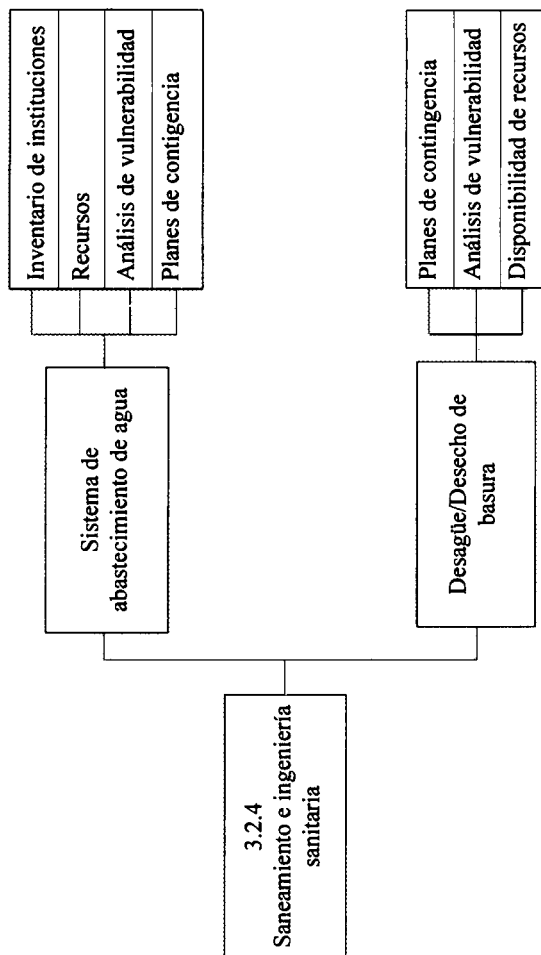 3.2.4
Saneamiento e ingeniería
sanitaria
Sistema de
abastecimiento de agua
Inventario de instituciones
Recursos
Análisis de vulnerabilidad
Planes de contigencia
Desagüe/Desecho de
basura
Planes de contingencia
Análisis de vulnerabilidad
Disponibilidad de recursos